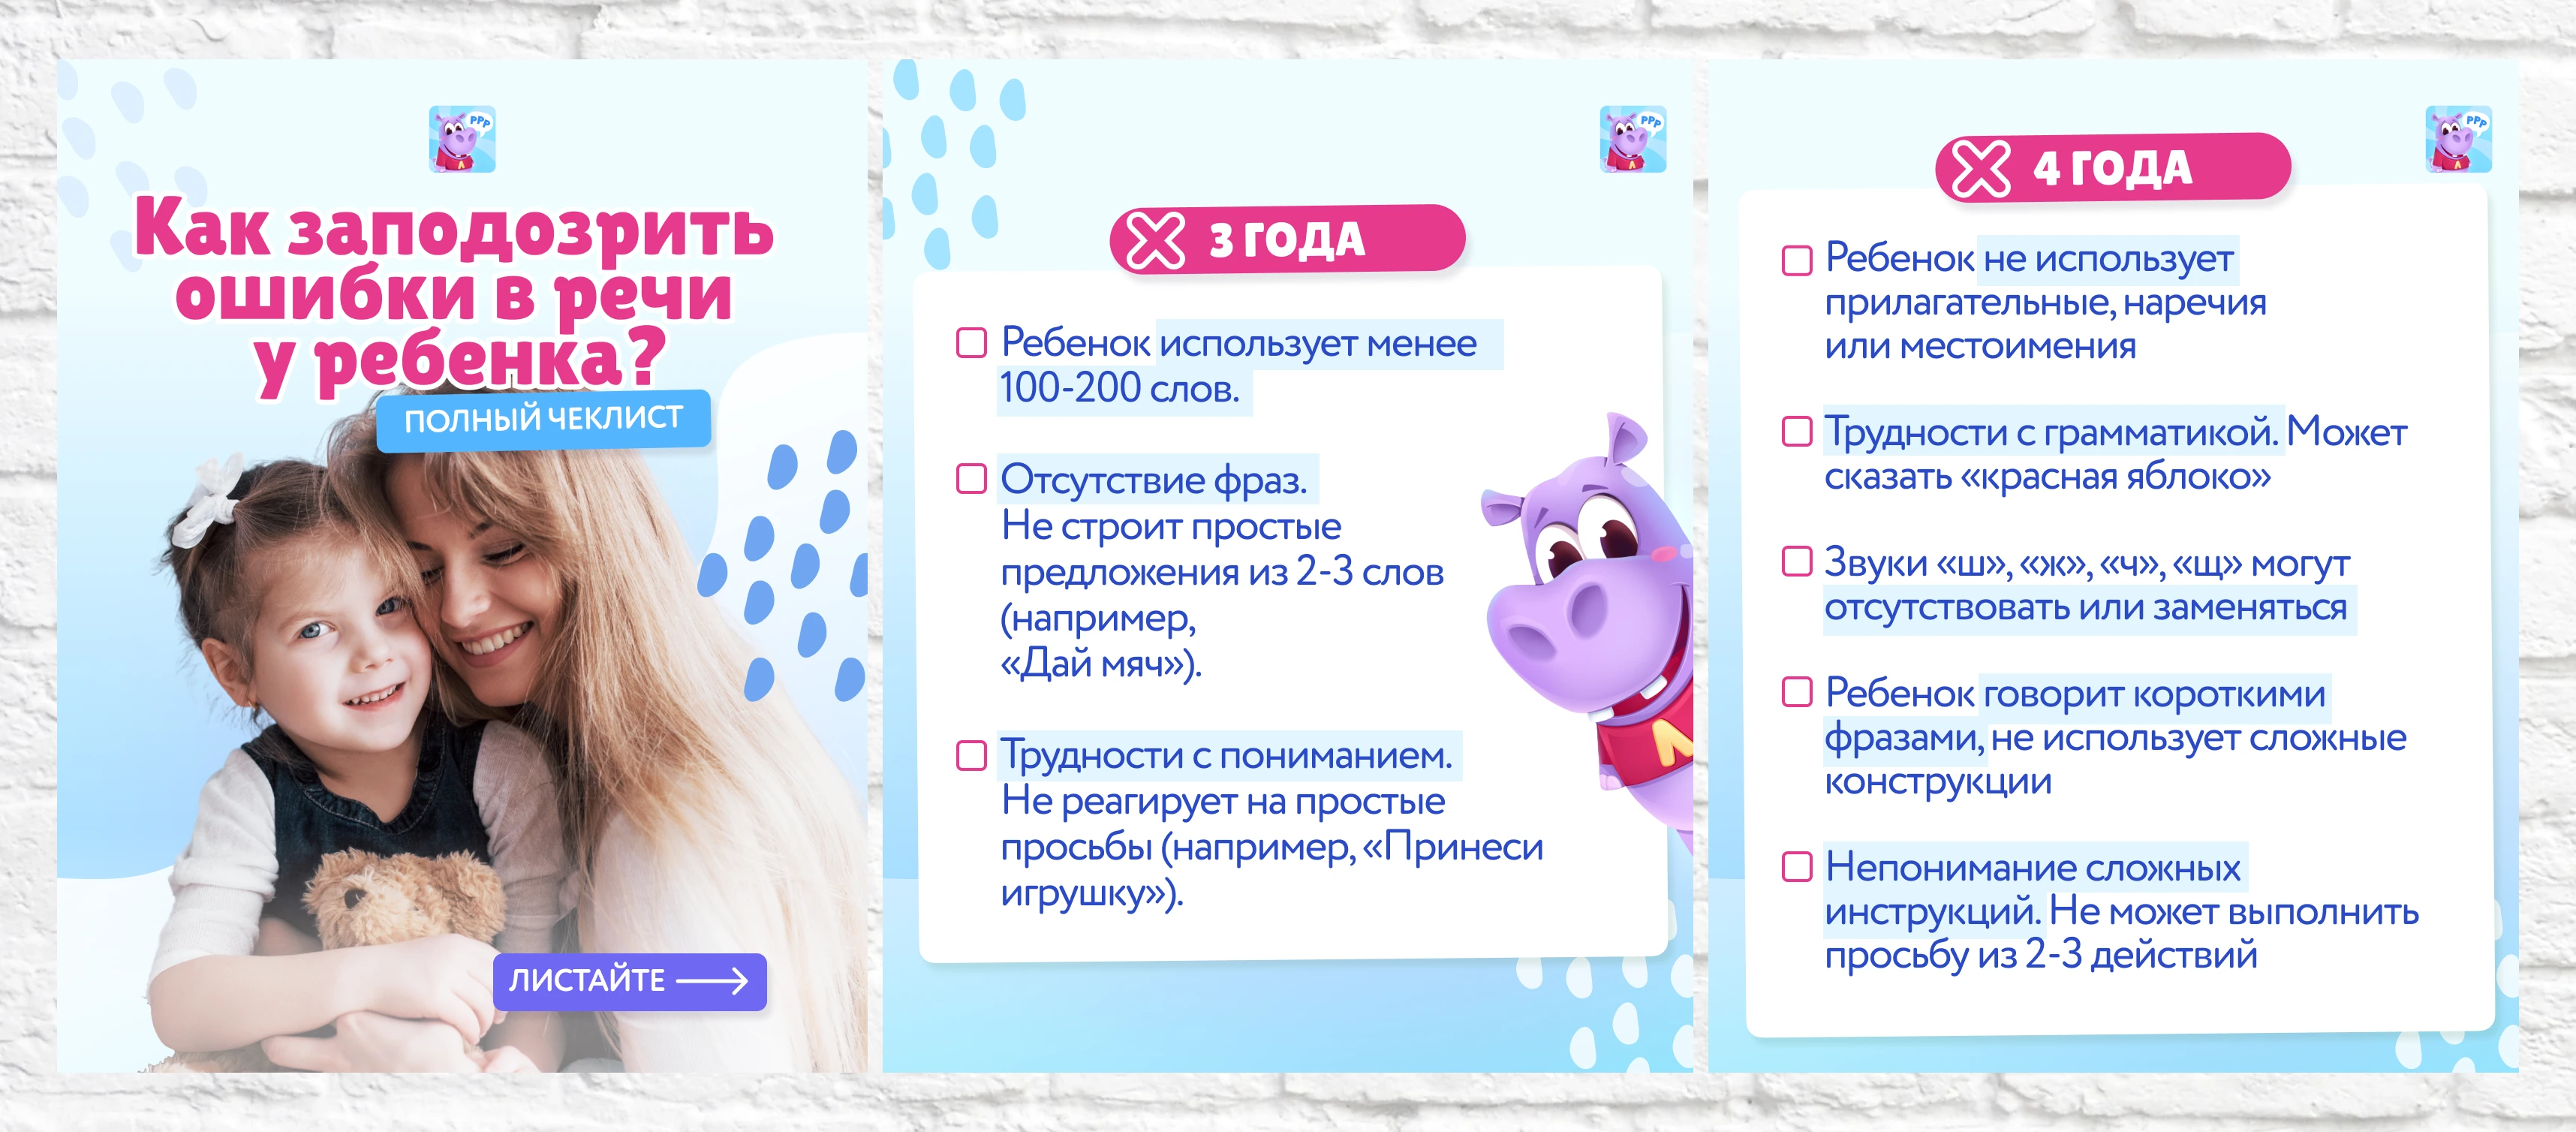 РРР
Как заподозрить
ошибки в речи
у ребенка?
ПОЛНЫЙ ЧЕКЛИСТ
Л
ЛИСТАЙТЕ
РРР
Л
3 ГОДА
Ребенок использует менее
100-200 слов.
Отсутствие фраз.
Не строит простые
предложения из 2-3 слов
(например,
«Дай мяч»).
Трудности с пониманием.
Не реагирует на простые
просьбы (например, «Принеси
игрушку»).
Л
РРР
Л
4 ГОДА
Ребенок не использует
прилагательные, наречия
или местоимения
Трудности с грамматикой. Может
сказать «красная яблоко»
Звуки «ш», «ж», «ч», «щ» могут
отсутствовать или заменяться
Ребенок говорит короткими
фразами, не использует сложные
конструкции
Непонимание сложных
инструкций. Не может выполнить
просьбу из 2-3 действий